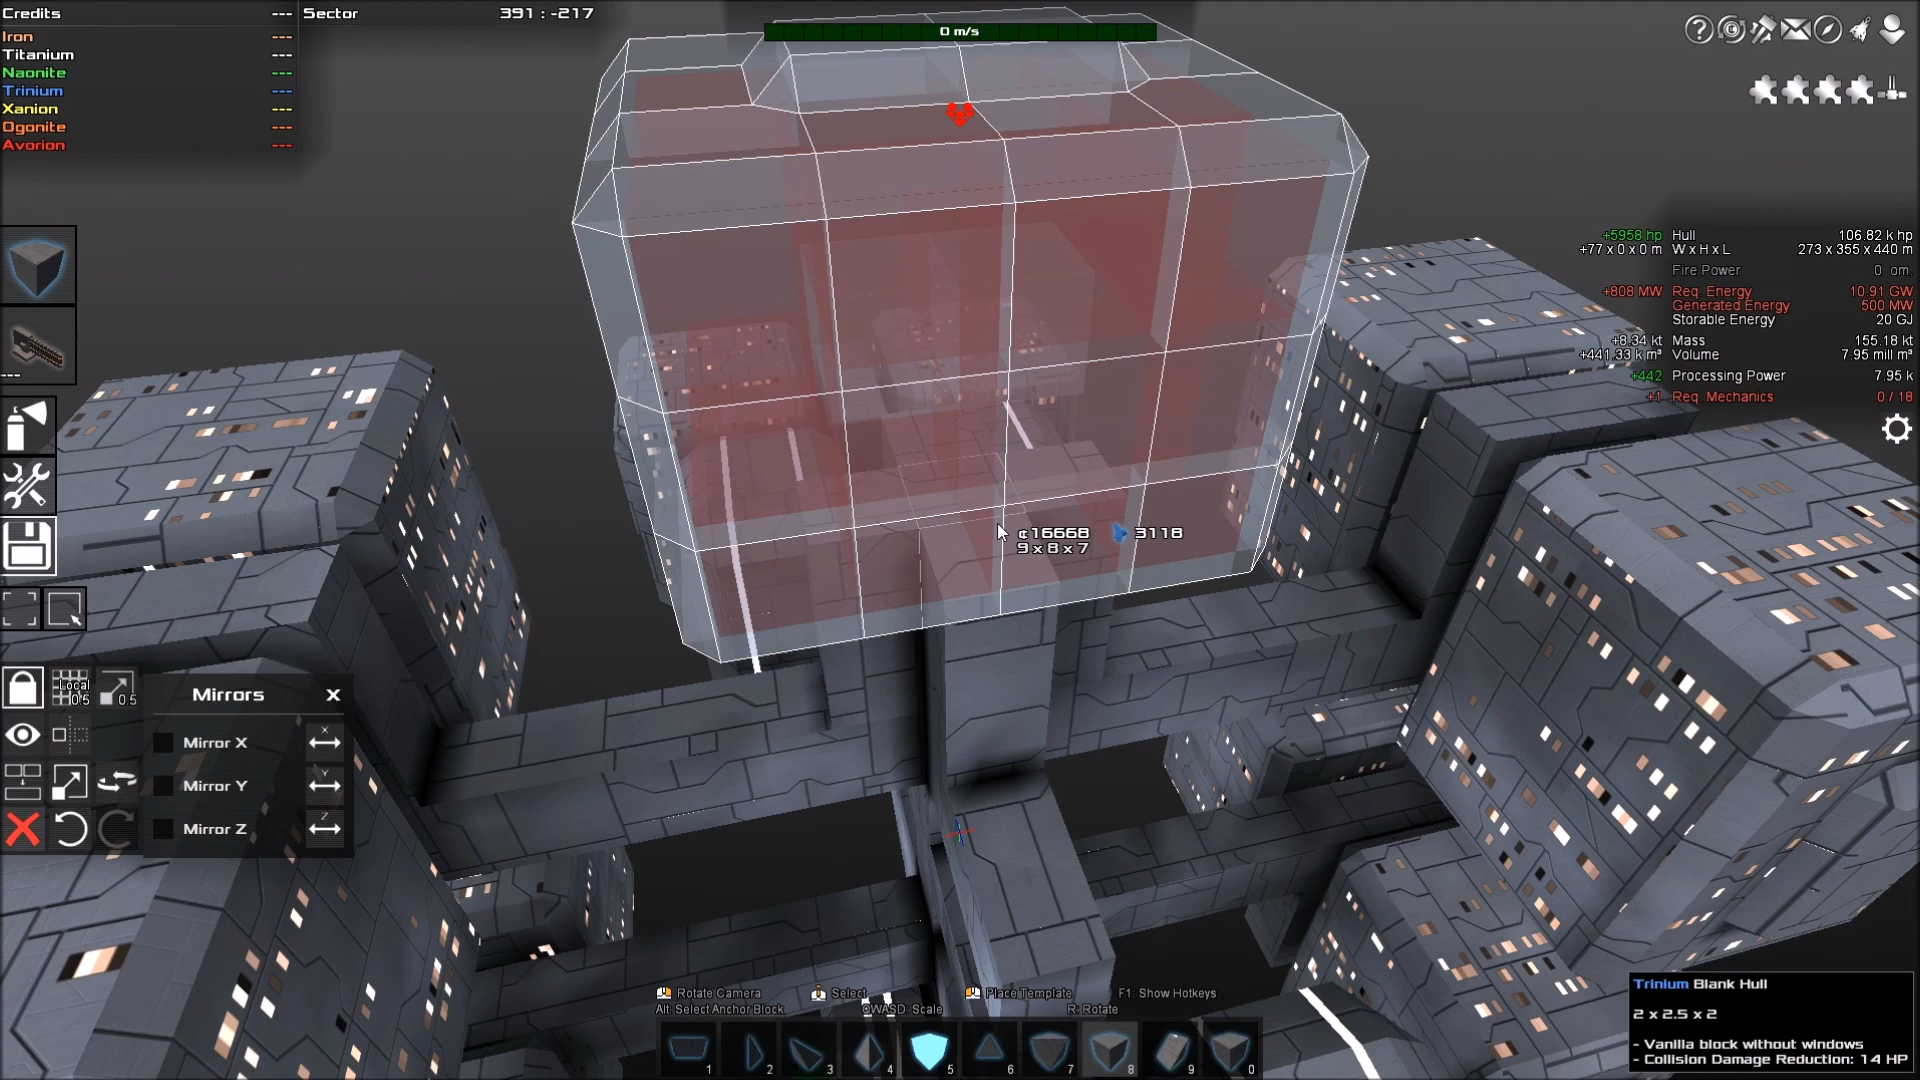 Credits --- Sector 391 : -217
Iron ---
Titanium ---
Naonite ---
Trinium ---
Xanion ---
Ogonite ---
Avorion ---
0 m/s
+5958 hp Hull 106.82 k hp
+77 x 0 x 0 m W x H x L 273 x 355 x 440 m
Fire Power 0 om.
+808 MW Req. Energy 10.91 GW
Generated Energy 500 MW
Storable Energy 20 GJ
+8.34 kt Mass 155.18 kt
+441.33 k m³ Volume 7.95 mill m³
+442 Processing Power 7.95 k
+1 Req. Mechanics 0 / 18
---
¢16668 3118
9 x 8 x 7
Local
0.5 0.5
Mirrors X
Mirror X X
Mirror Y Y
Mirror Z Z
Rotate Camera Select Place Template F1: Show Hotkeys
Alt: Select Anchor Block QWASD: Scale R: Rotate
1 2 3 4 5 6 7 8 9 0
Trinium Blank Hull
2 x 2.5 x 2
- Vanilla block without windows
- Collision Damage Reduction: 14 HP